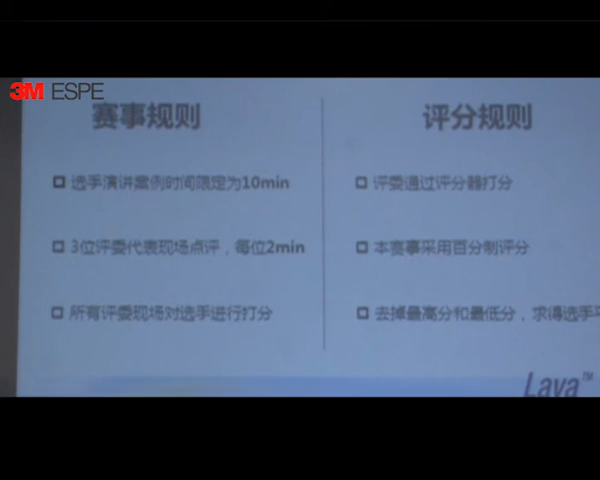 3M ESPE
赛事规则
选手演讲案例时间限定为10min
3位评委代表现场点评，每位2min
所有评委现场对选手进行打分
评分规则
评委通过评分器打分
本赛事采用百分制评分
去掉最高分和最低分，求得选手平
Lava™